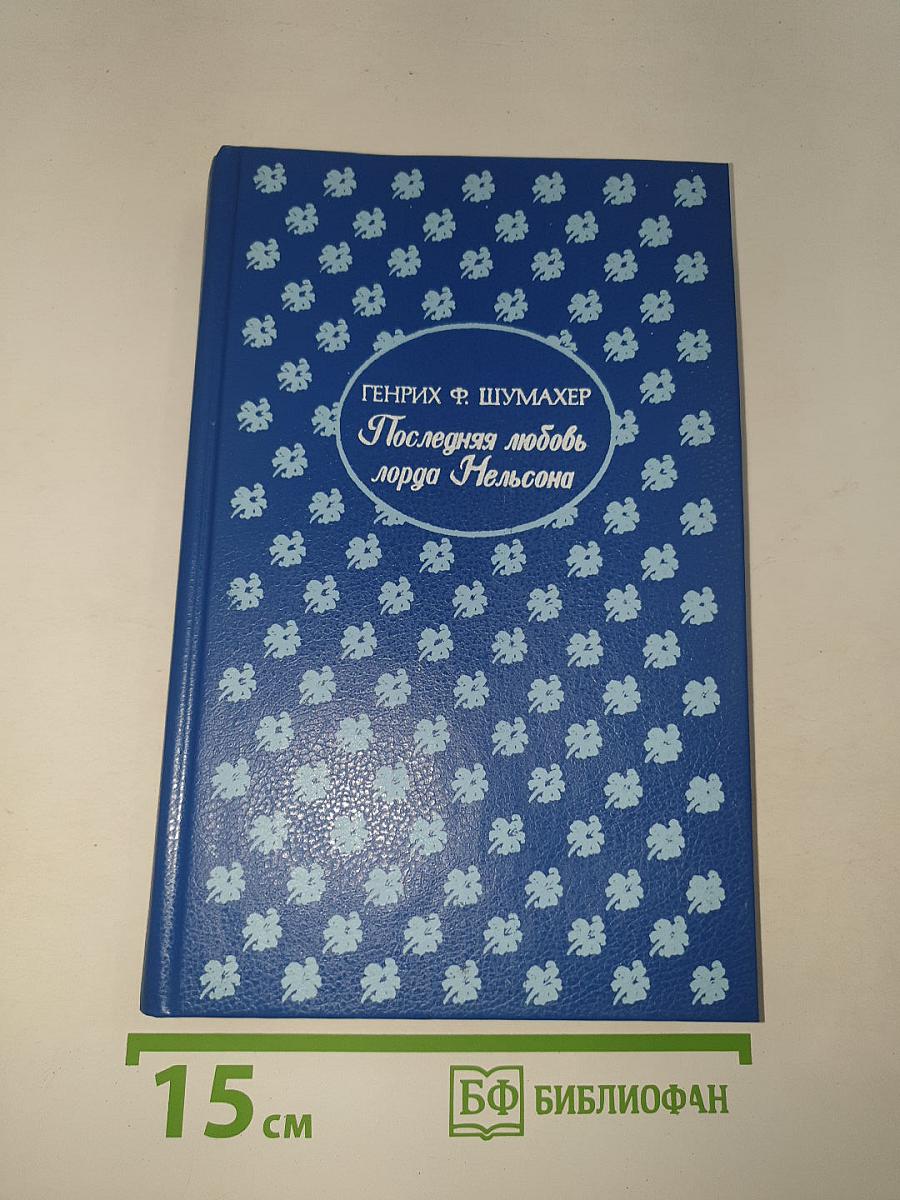 ГЕНРИХ Ф. ШУМАХЕР
Последняя любовь
лорда Нельсона
15 см
БФ БИБЛИОФАН